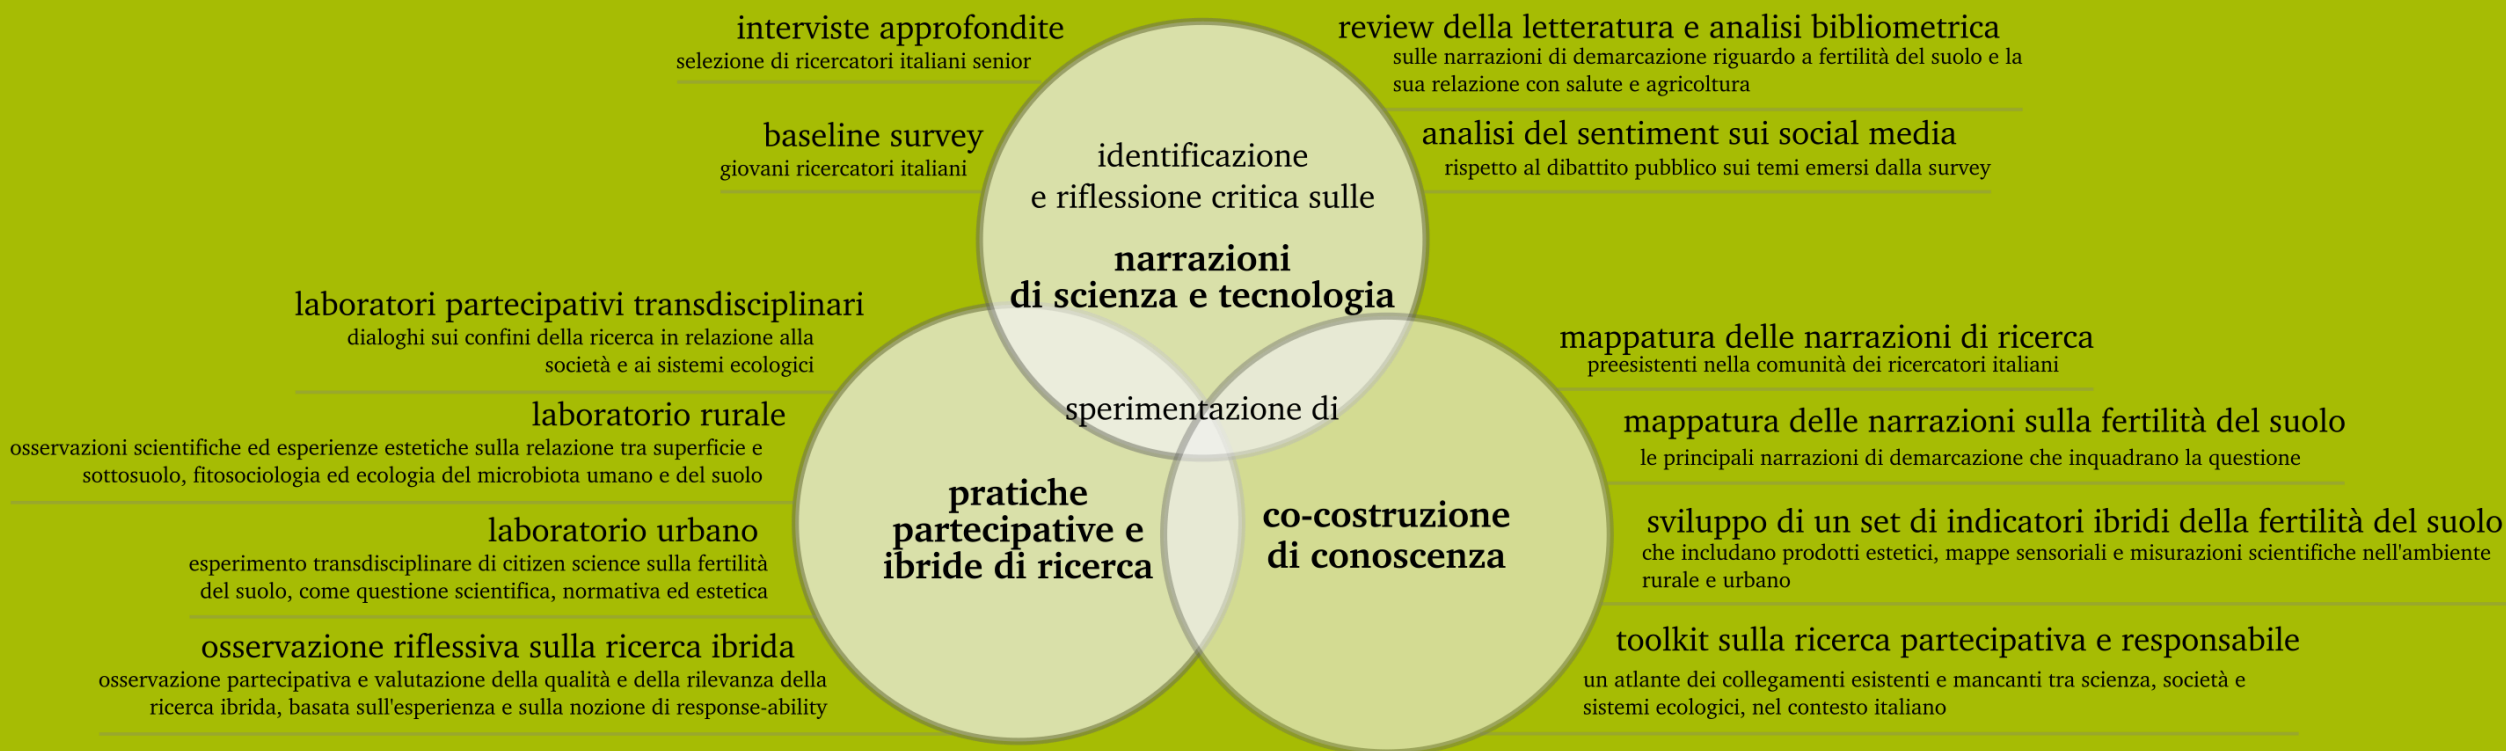 interviste approfondite
selezione di ricercatori italiani senior
baseline survey
giovani ricercatori italiani
review della letteratura e analisi bibliometrica
sulle narrazioni di demarcazione riguardo a fertilità del suolo e la
sua relazione con salute e agricoltura
analisi del sentiment sui social media
rispetto al dibattito pubblico sui temi emersi dalla survey
identificazione
e riflessione critica sulle
narrazioni
di scienza e tecnologia
laboratori partecipativi transdisciplinari
dialoghi sui confini della ricerca in relazione alla
società e ai sistemi ecologici
laboratorio rurale
osservazioni scientifiche ed esperienze estetiche sulla relazione tra superficie e
sottosuolo, fitosociologia ed ecologia del microbiota umano e del suolo
laboratorio urbano
esperimento transdisciplinare di citizen science sulla fertilità
del suolo, come questione scientifica, normativa ed estetica
osservazione riflessiva sulla ricerca ibrida
osservazione partecipativa e valutazione della qualità e della rilevanza della
ricerca ibrida, basata sull'esperienza e sulla nozione di response-ability
sperimentazione di
pratiche
partecipative e
ibride di ricerca
co-costruzione
di conoscenza
mappatura delle narrazioni di ricerca
preesistenti nella comunità dei ricercatori italiani
mappatura delle narrazioni sulla fertilità del suolo
le principali narrazioni di demarcazione che inquadrano la questione
sviluppo di un set di indicatori ibridi della fertilità del suolo
che includano prodotti estetici, mappe sensoriali e misurazioni scientifiche nell'ambiente
rurale e urbano
toolkit sulla ricerca partecipativa e responsabile
un atlante dei collegamenti esistenti e mancanti tra scienza, società e
sistemi ecologici, nel contesto italiano